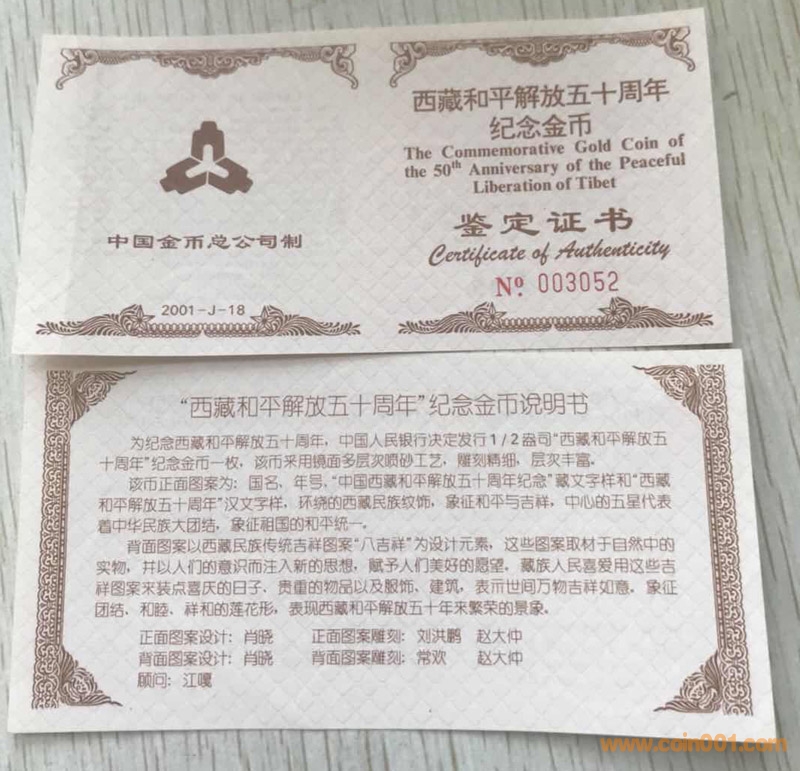 西藏和平解放五十周年
纪念金币
The Commemorative Gold Coin of
the 50th Anniversary of the Peaceful
Liberation of Tibet
鉴定证书
Certificate of Authenticity
No. 003052
中国金币总公司制
2001-J-18
“西藏和平解放五十周年”纪念金币说明书
为纪念西藏和平解放五十周年，中国人民银行决定发行1/2盎司“西藏和平解放五
十周年”纪念金币一枚，该币采用镜面多层次喷砂工艺，雕刻精细，层次丰富。
该币正面图案为：国名、年号，“中国西藏和平解放五十周年纪念”藏文字样和“西藏
和平解放五十周年”汉文字样，环绕的西藏民族纹饰，象征和平与吉祥，中心的五星代表
着中华民族大团结，象征祖国的和平统一。
背面图案以西藏民族传统吉祥图案“八吉祥”为设计元素，这些图案取材于自然中的
实物，并以人们的意识而注入新的思想，赋予人们美好的愿望。藏族人民喜爱用这些吉
祥图案来装点喜庆的日子、贵重的物品以及服饰、建筑，表示世间万物吉祥如意。象征
团结、和睦、祥和的莲花形，表现西藏和平解放五十年来繁荣的景象。
正面图案设计：肖晓 正面图案雕刻：刘洪鹏 赵大仲
背面图案设计：肖晓 背面图案雕刻：常欢 赵大仲
顾问：江嘎
www.coin001.com